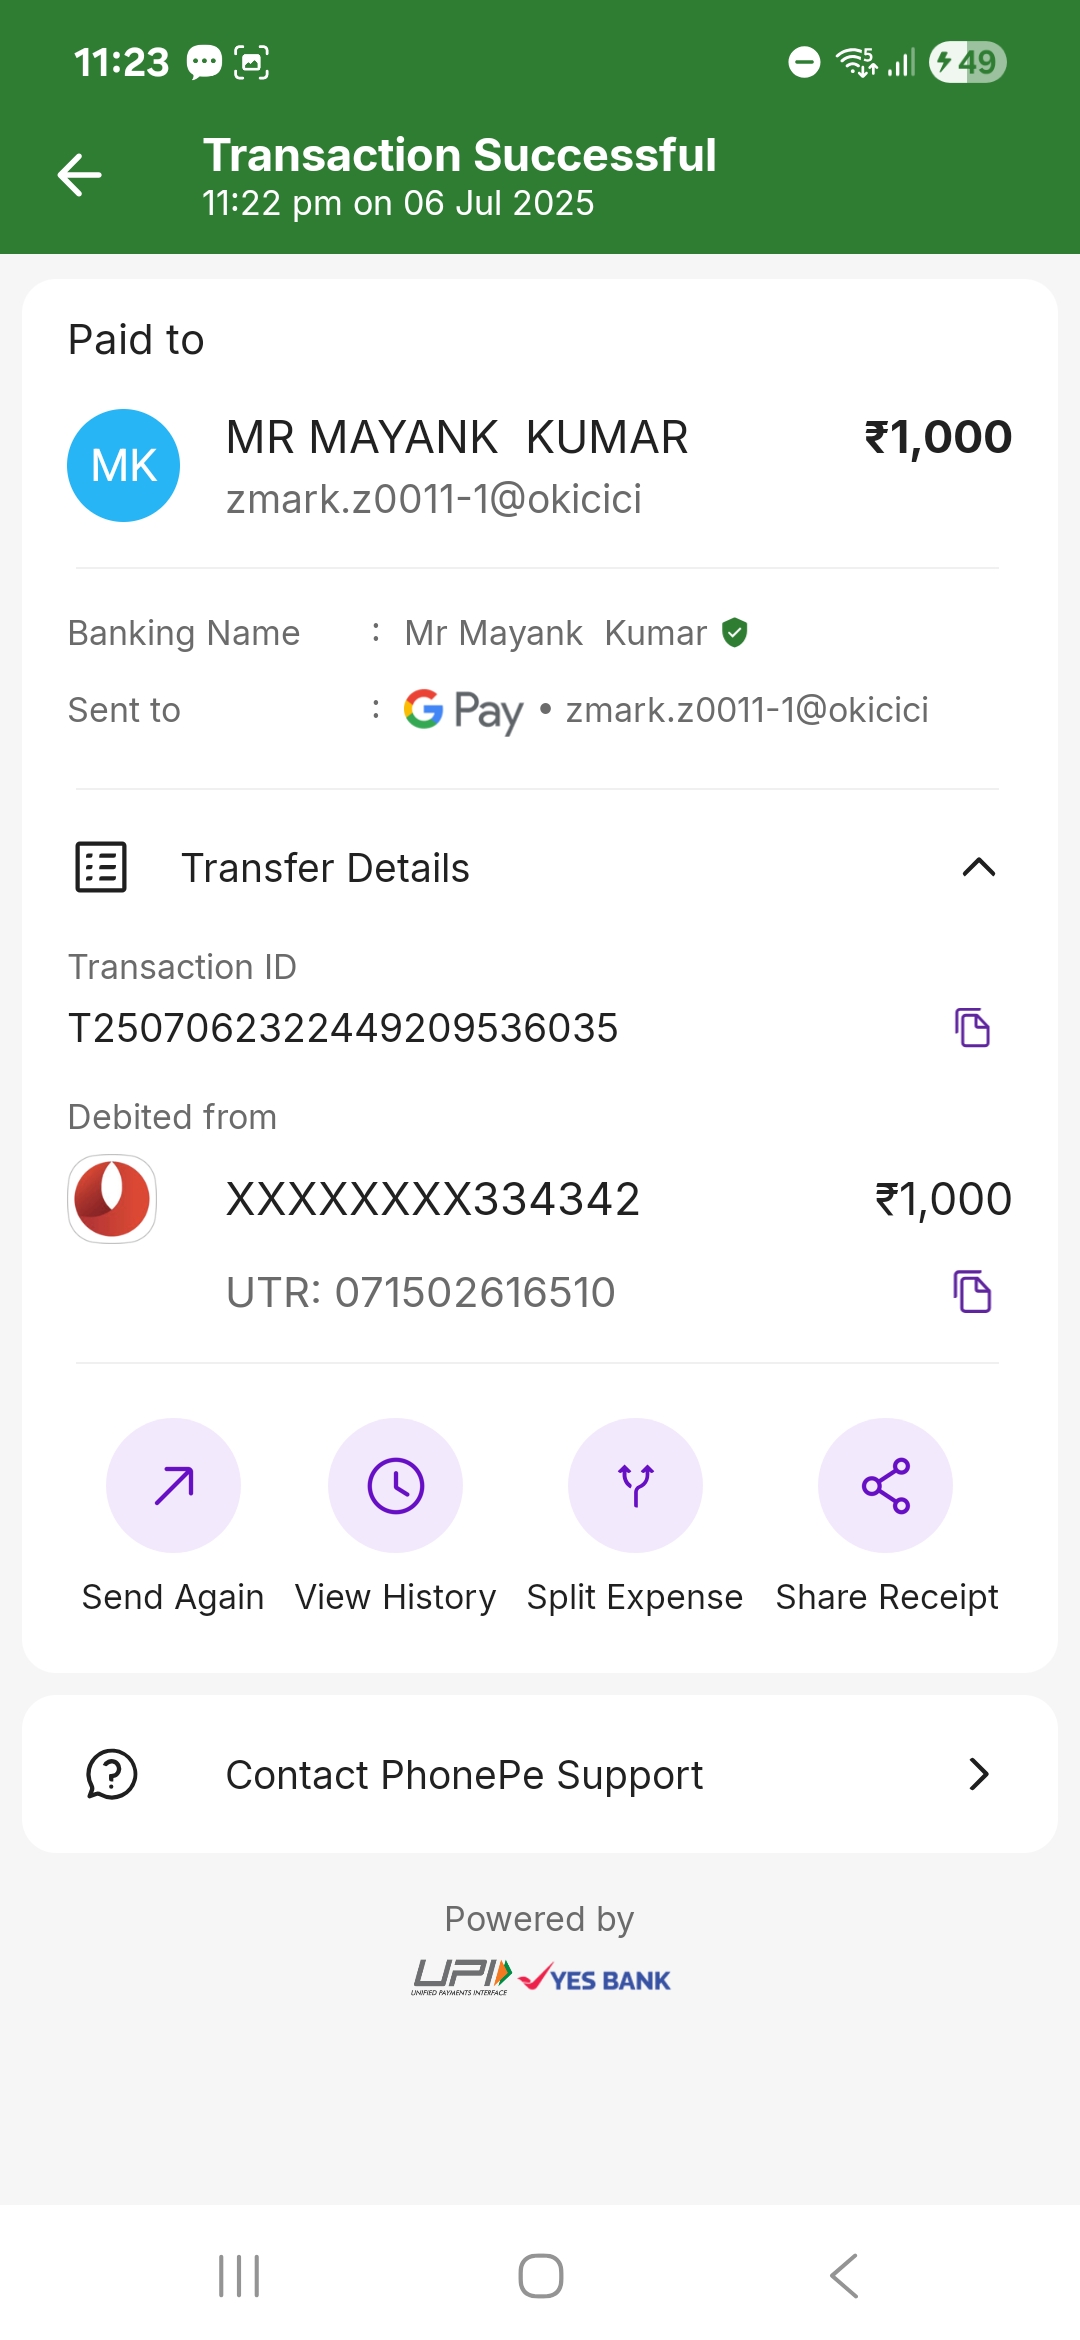 11:23
5
49
Transaction Successful
11:22 pm on 06 Jul 2025
Paid to
MK
MR MAYANK  KUMAR
₹1,000
zmark.z0011-1@okicici
Banking Name : Mr Mayank  Kumar
Sent to : G Pay • zmark.z0011-1@okicici
Transfer Details
Transaction ID
T2507062322449209536035
Debited from
XXXXXXXX334342
₹1,000
UTR: 071502616510
Send Again View History Split Expense Share Receipt
Contact PhonePe Support
Powered by
UPI YES BANK
UNIFIED PAYMENTS INTERFACE